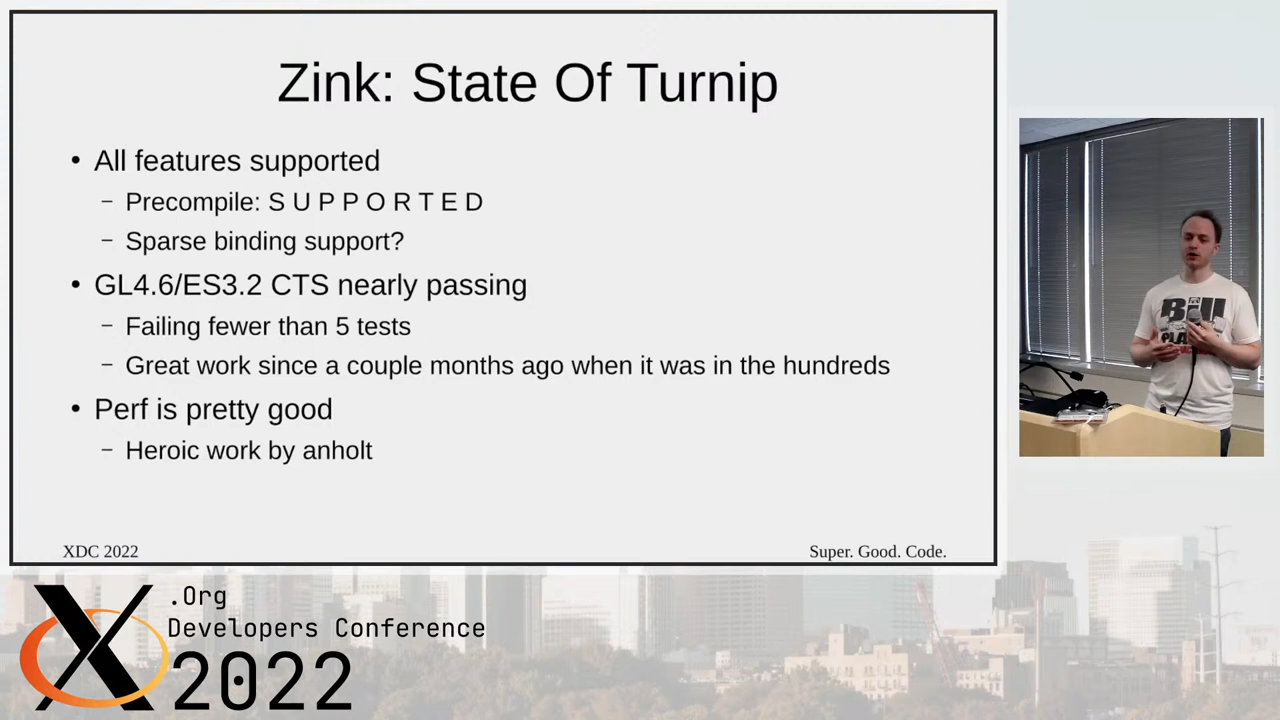 Zink: State Of Turnip
• All features supported
– Precompile: S U P P O R T E D
– Sparse binding support?
• GL4.6/ES3.2 CTS nearly passing
– Failing fewer than 5 tests
– Great work since a couple months ago when it was in the hundreds
• Perf is pretty good
– Heroic work by anholt
XDC 2022
Super. Good. Code.
Bill
X
.Org
Developers Conference
2022